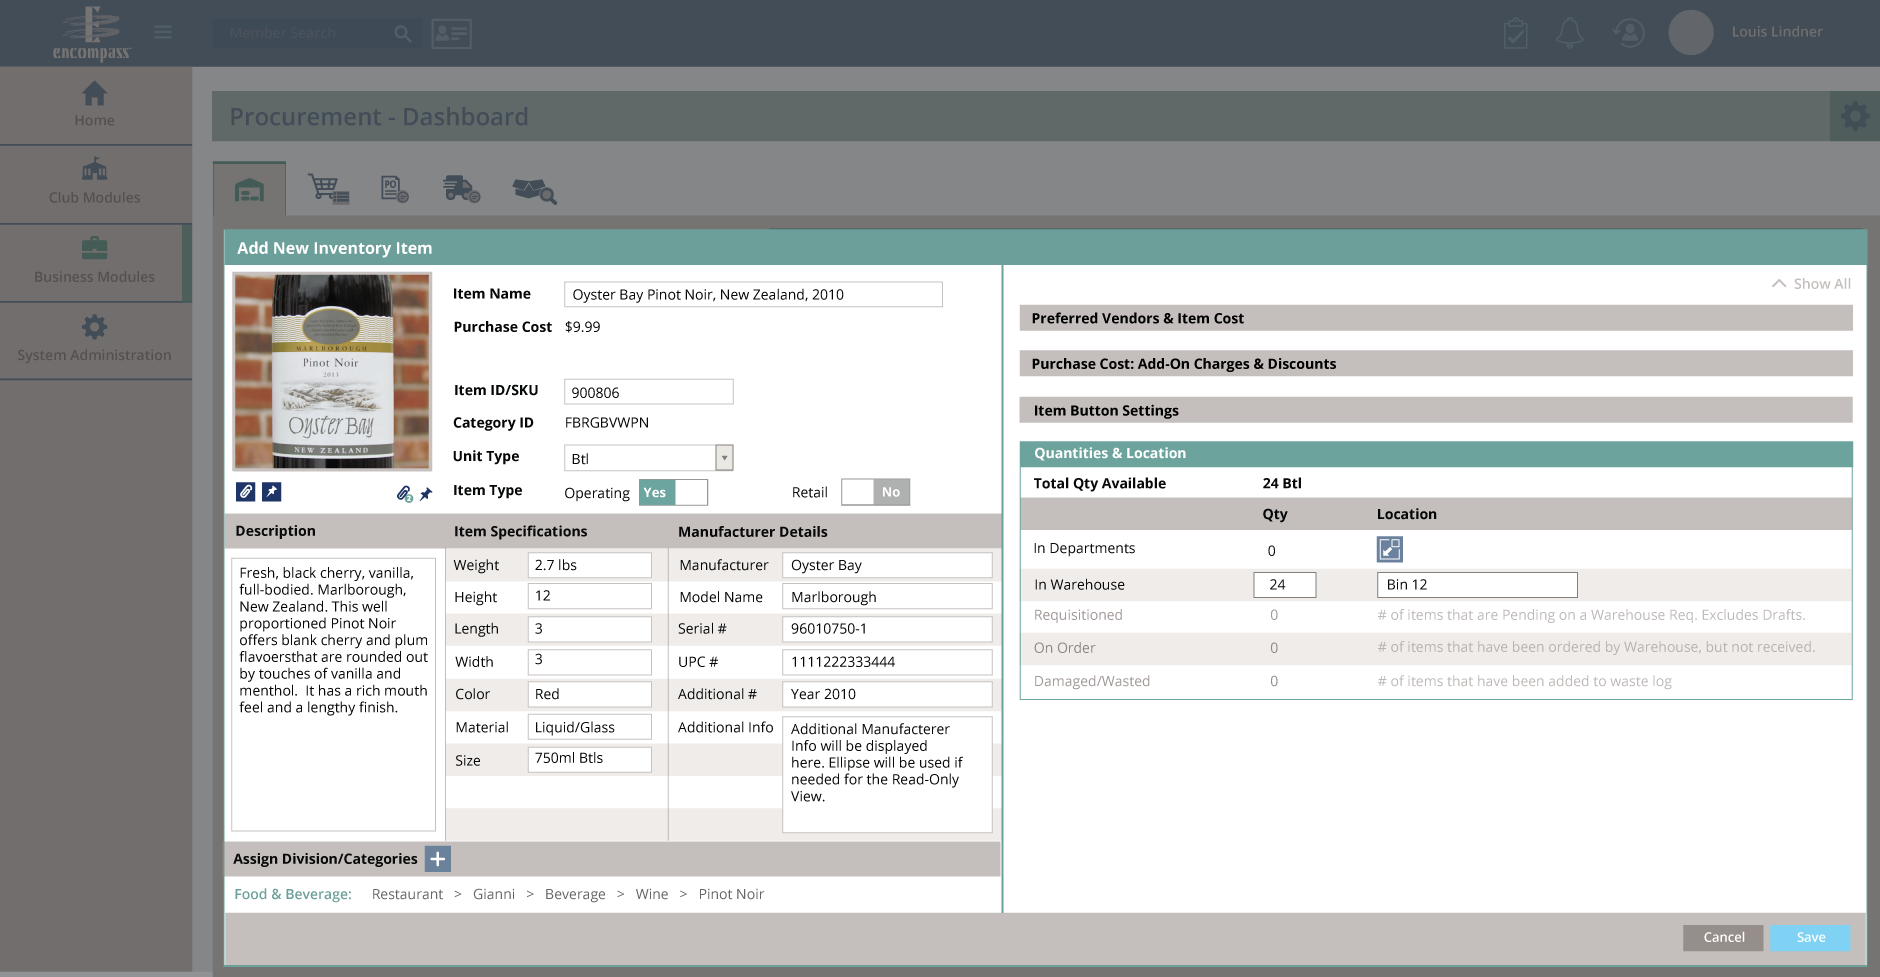 encompass
Member Search
Louis Lindner
Home
Club Modules
Business Modules
System Administration
Procurement - Dashboard
PO
Add New Inventory Item
MARLBOROUGH
Pinot Noir
2013
Oyster Bay
NEW ZEALAND
Item Name
Oyster Bay Pinot Noir, New Zealand, 2010
Purchase Cost
$9.99
Item ID/SKU
900806
Category ID
FBRGBVWPN
Unit Type
Btl
Item Type
Operating
Yes
Retail
No
2
Description
Fresh, black cherry, vanilla,
full-bodied. Marlborough,
New Zealand. This well
proportioned Pinot Noir
offers blank cherry and plum
flavoersthat are rounded out
by touches of vanilla and
menthol.  It has a rich mouth
feel and a lengthy finish.
Item Specifications
Weight
2.7 lbs
Height
12
Length
3
Width
3
Color
Red
Material
Liquid/Glass
Size
750ml Btls
Manufacturer Details
Manufacturer
Oyster Bay
Model Name
Marlborough
Serial #
96010750-1
UPC #
1111222333444
Additional #
Year 2010
Additional Info
Additional Manufacterer
Info will be displayed
here. Ellipse will be used if
needed for the Read-Only
View.
Assign Division/Categories
Food & Beverage: Restaurant > Gianni > Beverage > Wine > Pinot Noir
Show All
Preferred Vendors & Item Cost
Purchase Cost: Add-On Charges & Discounts
Item Button Settings
Quantities & Location
Total Qty Available 24 Btl
Qty Location
In Departments 0
In Warehouse 24 Bin 12
Requisitioned 0 # of items that are Pending on a Warehouse Req. Excludes Drafts.
On Order 0 # of items that have been ordered by Warehouse, but not received.
Damaged/Wasted 0 # of items that have been added to waste log
Cancel
Save